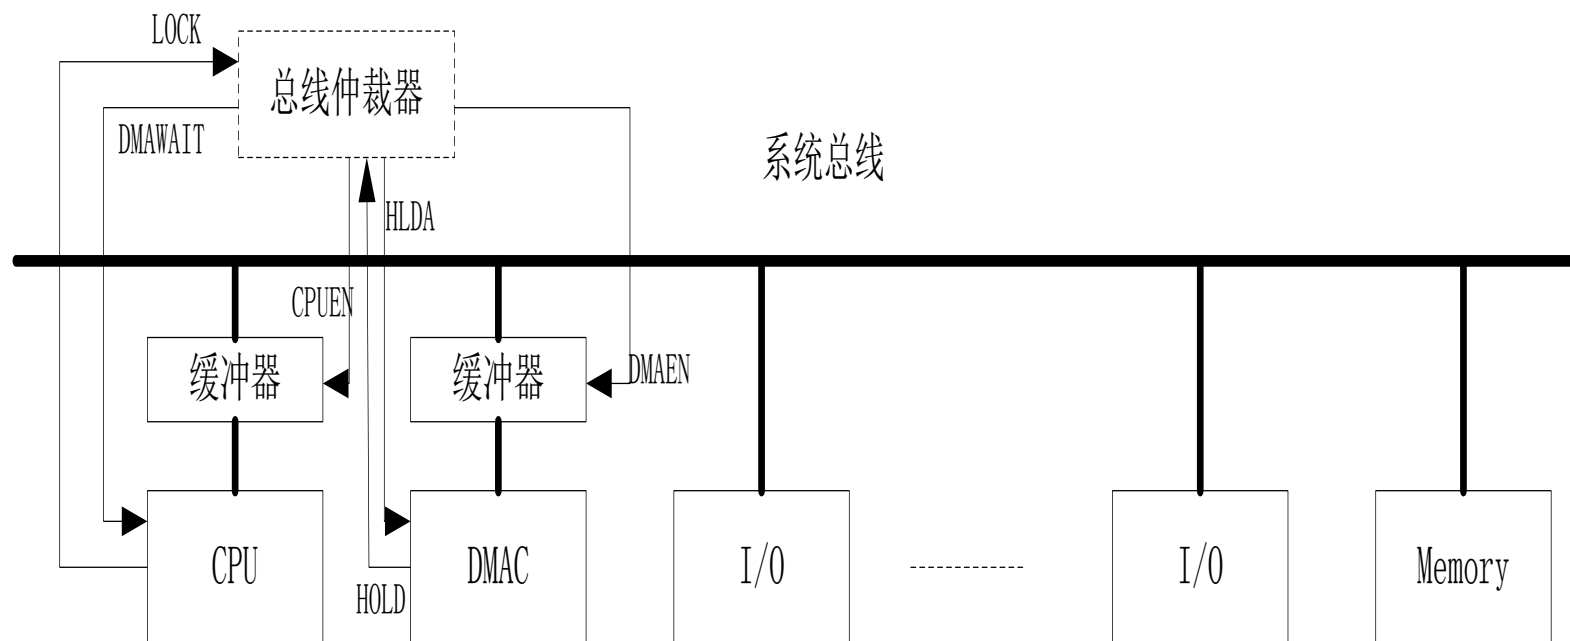 LOCK
总线仲裁器
DMAWAIT
系统总线
HLDA
CPUEN
缓冲器
缓冲器
DMAEN
CPU
DMAC
I/O
I/O
Memory
HOLD